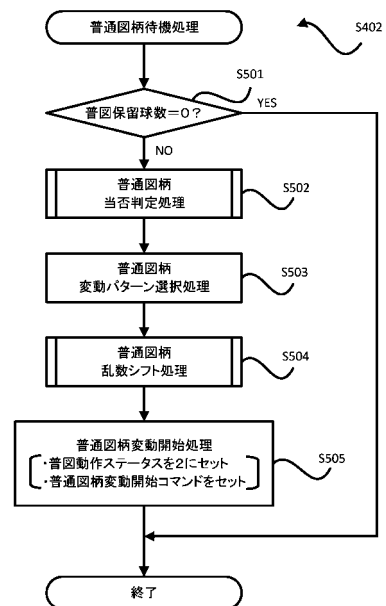 普通図柄待機処理
S402
S501
普図保留球数=0?
YES
NO
普通図柄
当否判定処理
S502
普通図柄
変動パターン選択処理
S503
普通図柄
乱数シフト処理
S504
普通図柄変動開始処理
・普図動作ステータスを2にセット
・普通図柄変動開始コマンドをセット
S505
終了